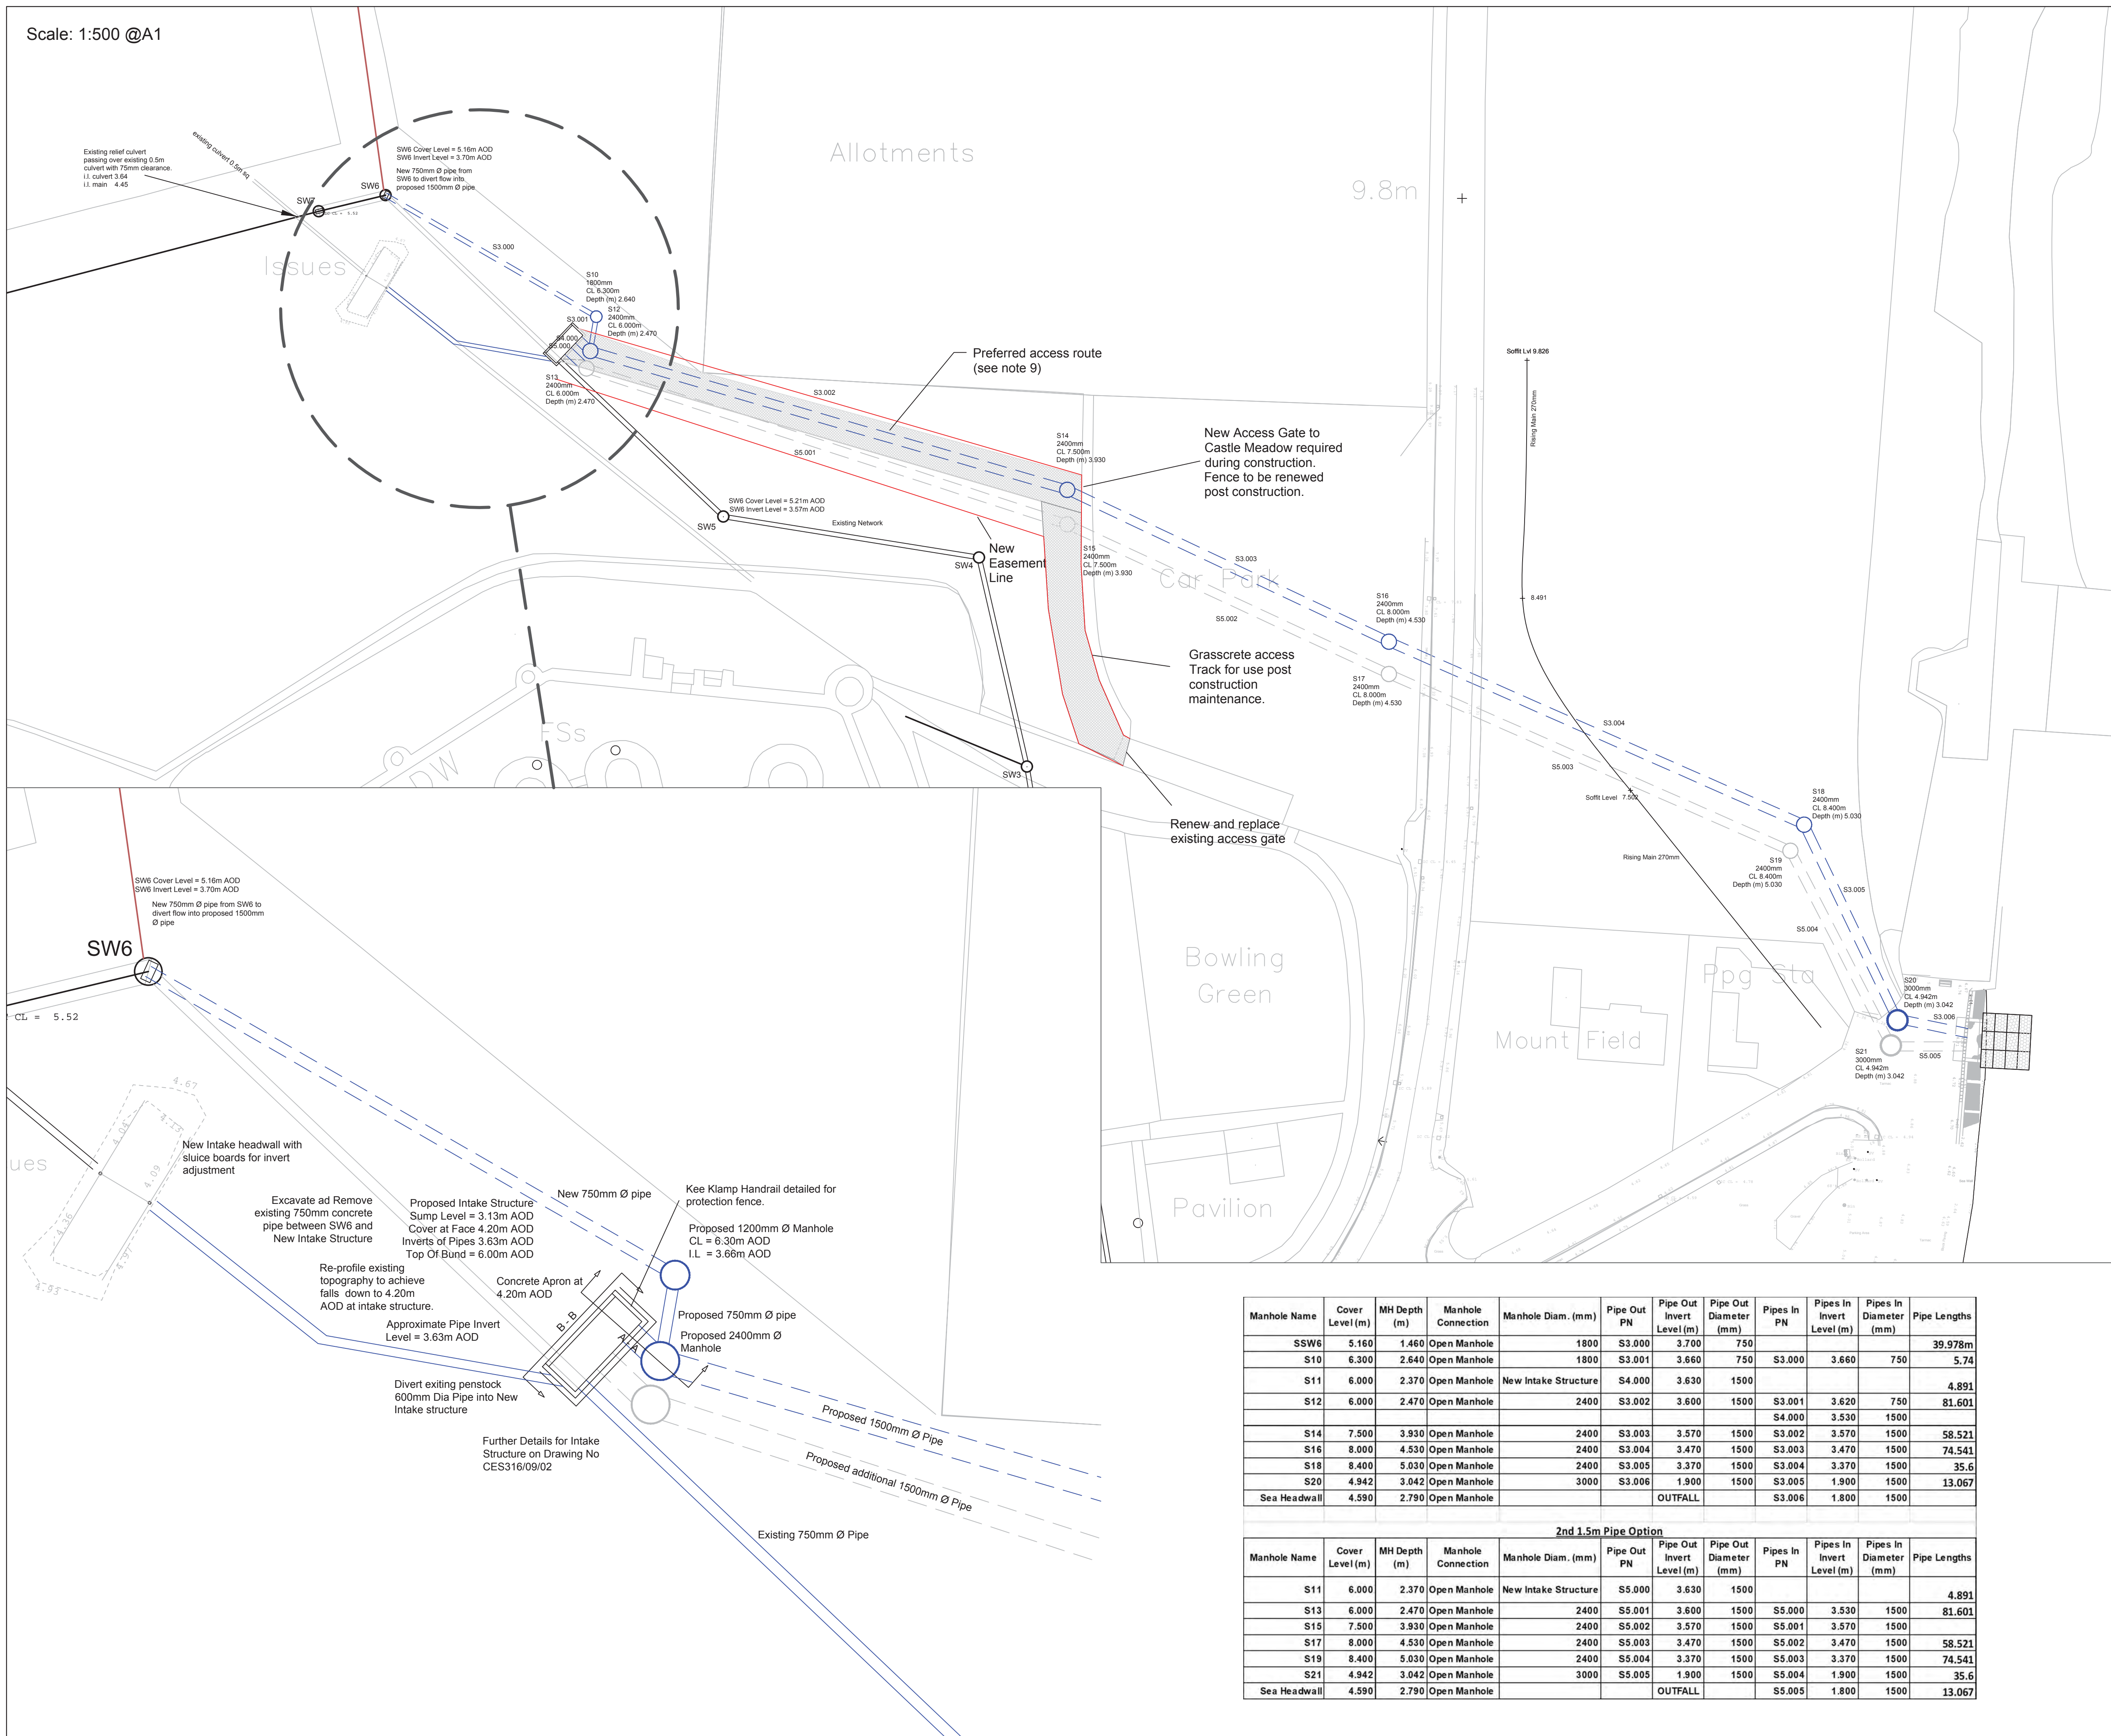 Scale: 1:500 @A1
Allotments
9.8m
Existing relief culvert
passing over existing 0.5m
culvert with 75mm clearance.
i.l. culvert 3.64
i.l. main 4.45
existing culvert 0.5m sq
SW6 Cover Level = 5.16m AOD
SW6 Invert Level = 3.70m AOD
New 750mm Ø pipe from
SW6 to divert flow into
proposed 1500mm Ø pipe
SW6
SW7
CL = 5.52
Issues
S3.000
S10
1800mm
CL 6.300m
Depth (m) 2.640
S12
2400mm
CL 6.000m
Depth (m) 2.470
S3.001
S4.000
S5.000
S13
2400mm
CL 6.000m
Depth (m) 2.470
Preferred access route
(see note 9)
S3.002
S5.001
S14
2400mm
CL 7.500m
Depth (m) 3.930
New Access Gate to
Castle Meadow required
during construction.
Fence to be renewed
post construction.
Soffit Lvl 9.826
Rising Main 270mm
8.491
SW6 Cover Level = 5.21m AOD
SW6 Invert Level = 3.57m AOD
SW5
Existing Network
SW4
New
Easement
Line
S15
2400mm
CL 7.500m
Depth (m) 3.930
Car Park
S3.003
S5.002
S16
2400mm
CL 8.000m
Depth (m) 4.530
S17
2400mm
CL 8.000m
Depth (m) 4.530
Grasscrete access
Track for use post
construction
maintenance.
FSs
DW
SW3
S3.004
S5.003
Soffit Level 7.502
S18
2400mm
CL 8.400m
Depth (m) 5.030
Renew and replace
existing access gate
Rising Main 270mm
S19
2400mm
CL 8.400m
Depth (m) 5.030
S3.005
S5.004
Bowling
Green
Ppg Sta
Mount Field
S20
3000mm
CL 4.942m
Depth (m) 3.042
S3.006
S21
3000mm
CL 4.942m
Depth (m) 3.042
S5.005
Pavilion
SW6 Cover Level = 5.16m AOD
SW6 Invert Level = 3.70m AOD
New 750mm Ø pipe from SW6 to
divert flow into proposed 1500mm
Ø pipe
SW6
CL = 5.52
ues
4.67
4.04
4.13
4.09
4.36
4.97
4.93
New Intake headwall with
sluice boards for invert
adjustment
Excavate ad Remove
existing 750mm concrete
pipe between SW6 and
New Intake Structure
Proposed Intake Structure
Sump Level = 3.13m AOD
Cover at Face 4.20m AOD
Inverts of Pipes 3.63m AOD
Top Of Bund = 6.00m AOD
New 750mm Ø pipe
Kee Klamp Handrail detailed for
protection fence.
Proposed 1200mm Ø Manhole
CL = 6.30m AOD
I.L = 3.66m AOD
Re-profile existing
topography to achieve
falls down to 4.20m
AOD at intake structure.
Concrete Apron at
4.20m AOD
B - B
A - A
Approximate Pipe Invert
Level = 3.63m AOD
Proposed 750mm Ø pipe
Proposed 2400mm Ø
Manhole
Divert exiting penstock
600mm Dia Pipe into New
Intake structure
Further Details for Intake
Structure on Drawing No
CES316/09/02
Proposed 1500mm Ø Pipe
Proposed additional 1500mm Ø Pipe
Existing 750mm Ø Pipe
Manhole Name Cover Level (m) MH Depth (m) Manhole Connection Manhole Diam. (mm) Pipe Out PN Pipe Out Invert Level (m) Pipe Out Diameter (mm) Pipes In PN Pipes In Invert Level (m) Pipes In Diameter (mm) Pipe Lengths
SSW6 5.160 1.460 Open Manhole 1800 S3.000 3.700 750 39.978m
S10 6.300 2.640 Open Manhole 1800 S3.001 3.660 750 S3.000 3.660 750 5.74
S11 6.000 2.370 Open Manhole New Intake Structure S4.000 3.630 1500 4.891
S12 6.000 2.470 Open Manhole 2400 S3.002 3.600 1500 S3.001 3.620 750 81.601
S4.000 3.530 1500
S14 7.500 3.930 Open Manhole 2400 S3.003 3.570 1500 S3.002 3.570 1500 58.521
S16 8.000 4.530 Open Manhole 2400 S3.004 3.470 1500 S3.003 3.470 1500 74.541
S18 8.400 5.030 Open Manhole 2400 S3.005 3.370 1500 S3.004 3.370 1500 35.6
S20 4.942 3.042 Open Manhole 3000 S3.006 1.900 1500 S3.005 1.900 1500 13.067
Sea Headwall 4.590 2.790 Open Manhole OUTFALL S3.006 1.800 1500
2nd 1.5m Pipe Option
Manhole Name Cover Level (m) MH Depth (m) Manhole Connection Manhole Diam. (mm) Pipe Out PN Pipe Out Invert Level (m) Pipe Out Diameter (mm) Pipes In PN Pipes In Invert Level (m) Pipes In Diameter (mm) Pipe Lengths
S11 6.000 2.370 Open Manhole New Intake Structure S5.000 3.630 1500 4.891
S13 6.000 2.470 Open Manhole 2400 S5.001 3.600 1500 S5.000 3.530 1500 81.601
S15 7.500 3.930 Open Manhole 2400 S5.002 3.570 1500 S5.001 3.570 1500
S17 8.000 4.530 Open Manhole 2400 S5.003 3.470 1500 S5.002 3.470 1500 58.521
S19 8.400 5.030 Open Manhole 2400 S5.004 3.370 1500 S5.003 3.370 1500 74.541
S21 4.942 3.042 Open Manhole 3000 S5.005 1.900 1500 S5.004 1.900 1500 35.6
Sea Headwall 4.590 2.790 Open Manhole OUTFALL S5.005 1.800 1500 13.067